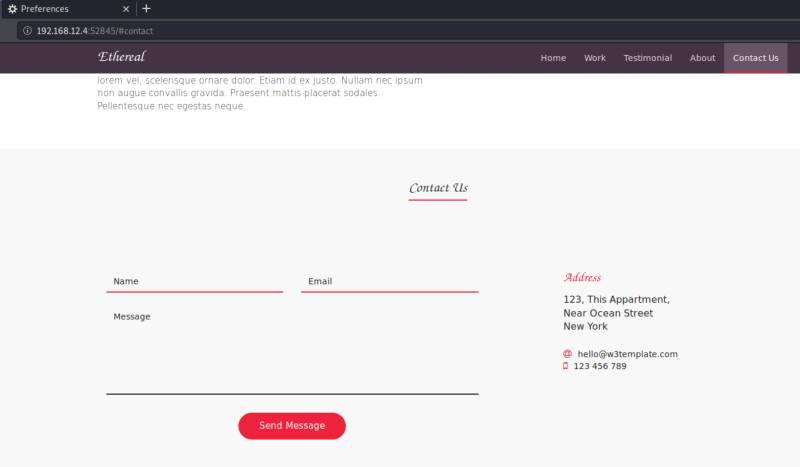 Preferences
192.168.12.4:52845/#contact
Ethereal
Home Work Testimonial About Contact Us
lorem vel, scelerisque ornare dolor. Etiam id ex justo. Nullam nec ipsum
non augue convallis gravida. Praesent mattis placerat sodales.
Pellentesque nec egestas neque.
Contact Us
Name
Email
Message
Send Message
Address
123, This Appartment,
Near Ocean Street
New York
hello@w3template.com
123 456 789